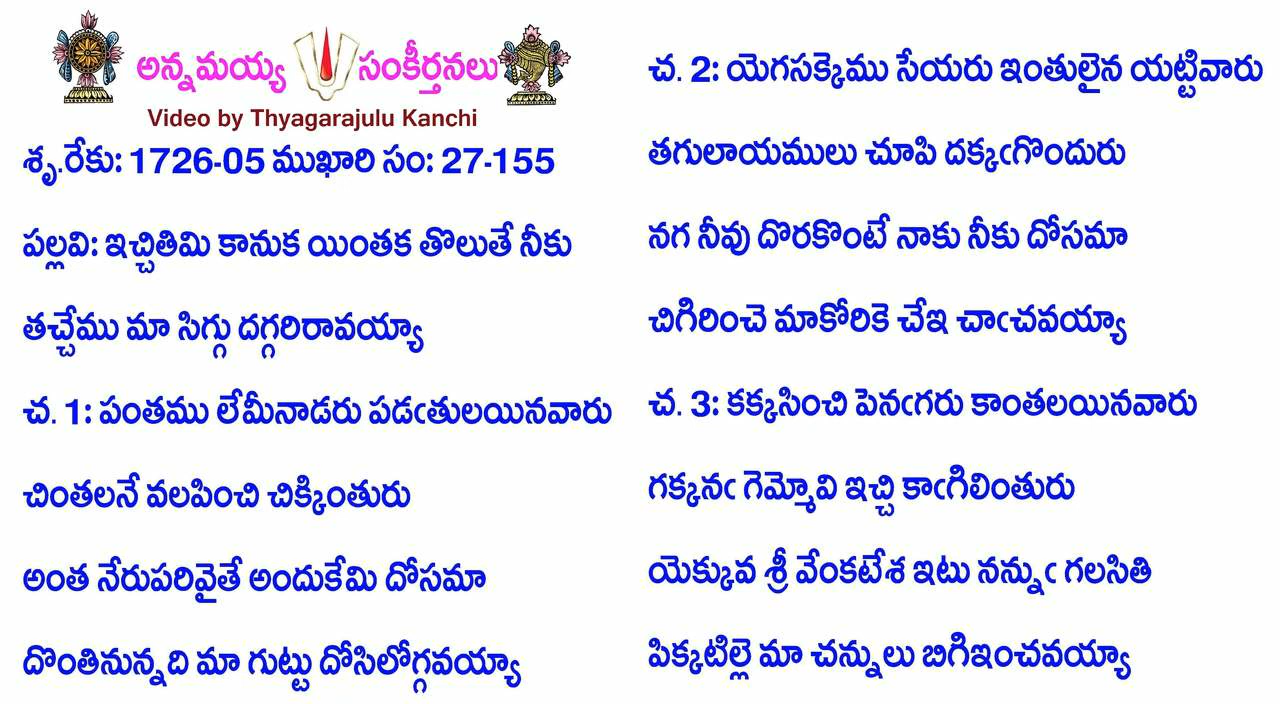 అన్నమయ్య సంకీర్తనలు
Video by Thyagarajulu Kanchi
శృ.రేకు: 1726-05 ముఖారి సం: 27-155
పల్లవి: ఇచ్చితిమి కానుక యింతక తొలుతే నీకు
తచ్చేము మా సిగ్గు దగ్గరిరావయ్యా
చ. 1: పంతము లేమీనాడరు పడఁతులయినవారు
చింతలనే వలపించి చిక్కింతురు
అంత నేరుపరివైతే అందుకేమి దోసమా
దొంతినున్నది మా గుట్టు దోసిలోగ్గవయ్యా
చ. 2: యెగసక్కెము సేయరు ఇంతులైన యట్టివారు
తగులాయములు చూపి దక్కఁగొందురు
నగ నీవు దొరకొంటే నాకు నీకు దోసమా
చిగిరించె మాకోరికె చేఇ చాఁచవయ్యా
చ. 3: కక్కసించి పెనఁగరు కాంతలయినవారు
గక్కనఁ గెమ్మోవి ఇచ్చి కాఁగిలింతురు
యెక్కువ శ్రీ వేంకటేశ ఇటు నన్నుఁ గలసితి
పిక్కటిల్లె మా చన్నులు బిగిఇంచవయ్యా